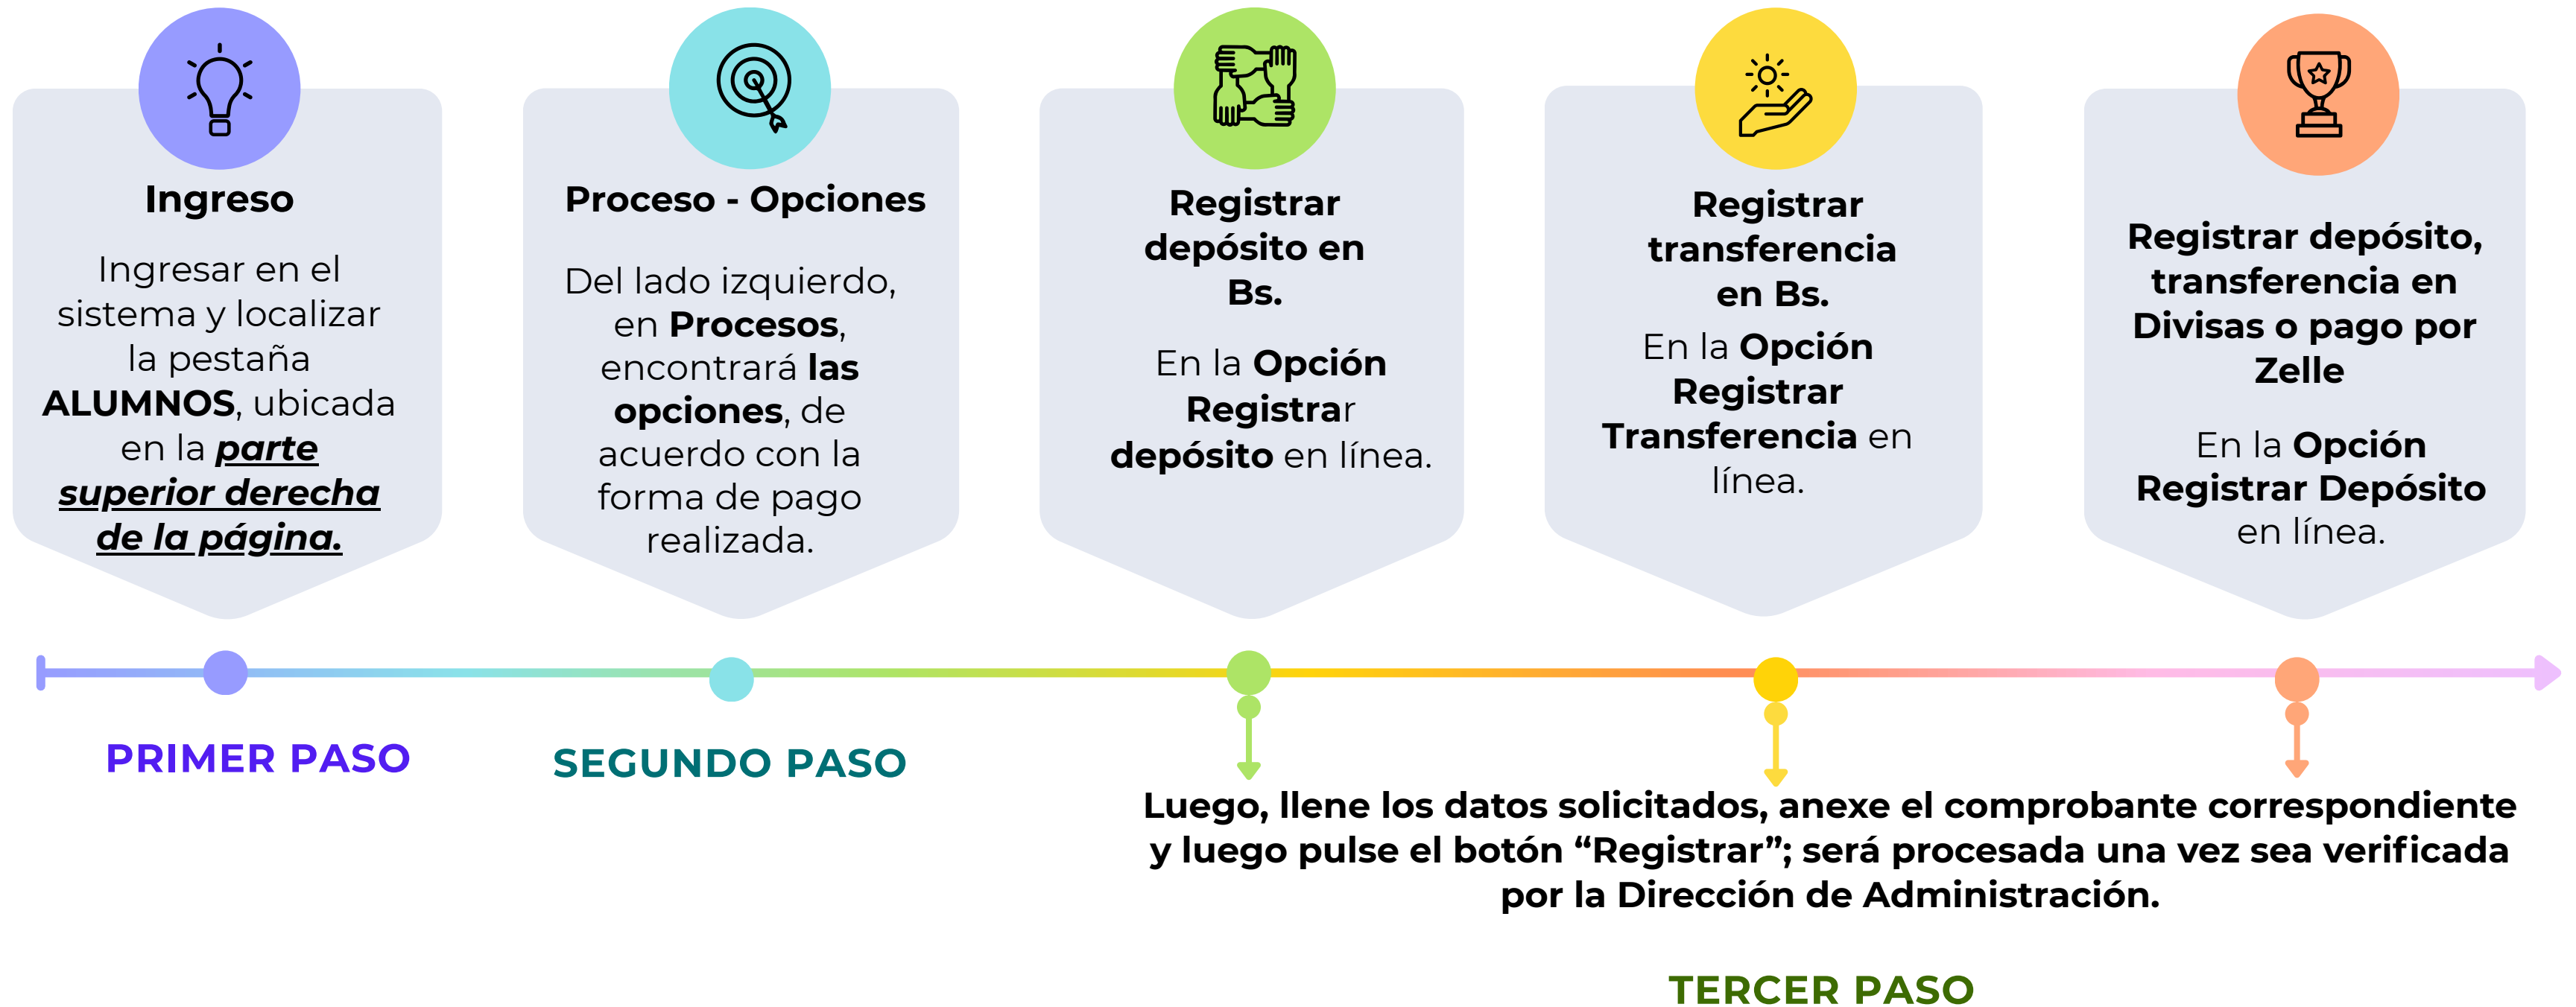 Ingreso
Ingresar en el
sistema y localizar
la pestaña
ALUMNOS, ubicada
en la parte
superior derecha
de la página.
Proceso - Opciones
Del lado izquierdo,
en Procesos,
encontrará las
opciones, de
acuerdo con la
forma de pago
realizada.
Registrar
depósito en
Bs.
En la Opción
Registrar
depósito en línea.
Registrar
transferencia
en Bs.
En la Opción
Registrar
Transferencia en
línea.
Registrar depósito,
transferencia en
Divisas o pago por
Zelle
En la Opción
Registrar Depósito
en línea.
PRIMER PASO
SEGUNDO PASO
Luego, llene los datos solicitados, anexe el comprobante correspondiente
y luego pulse el botón “Registrar”; será procesada una vez sea verificada
por la Dirección de Administración.
TERCER PASO